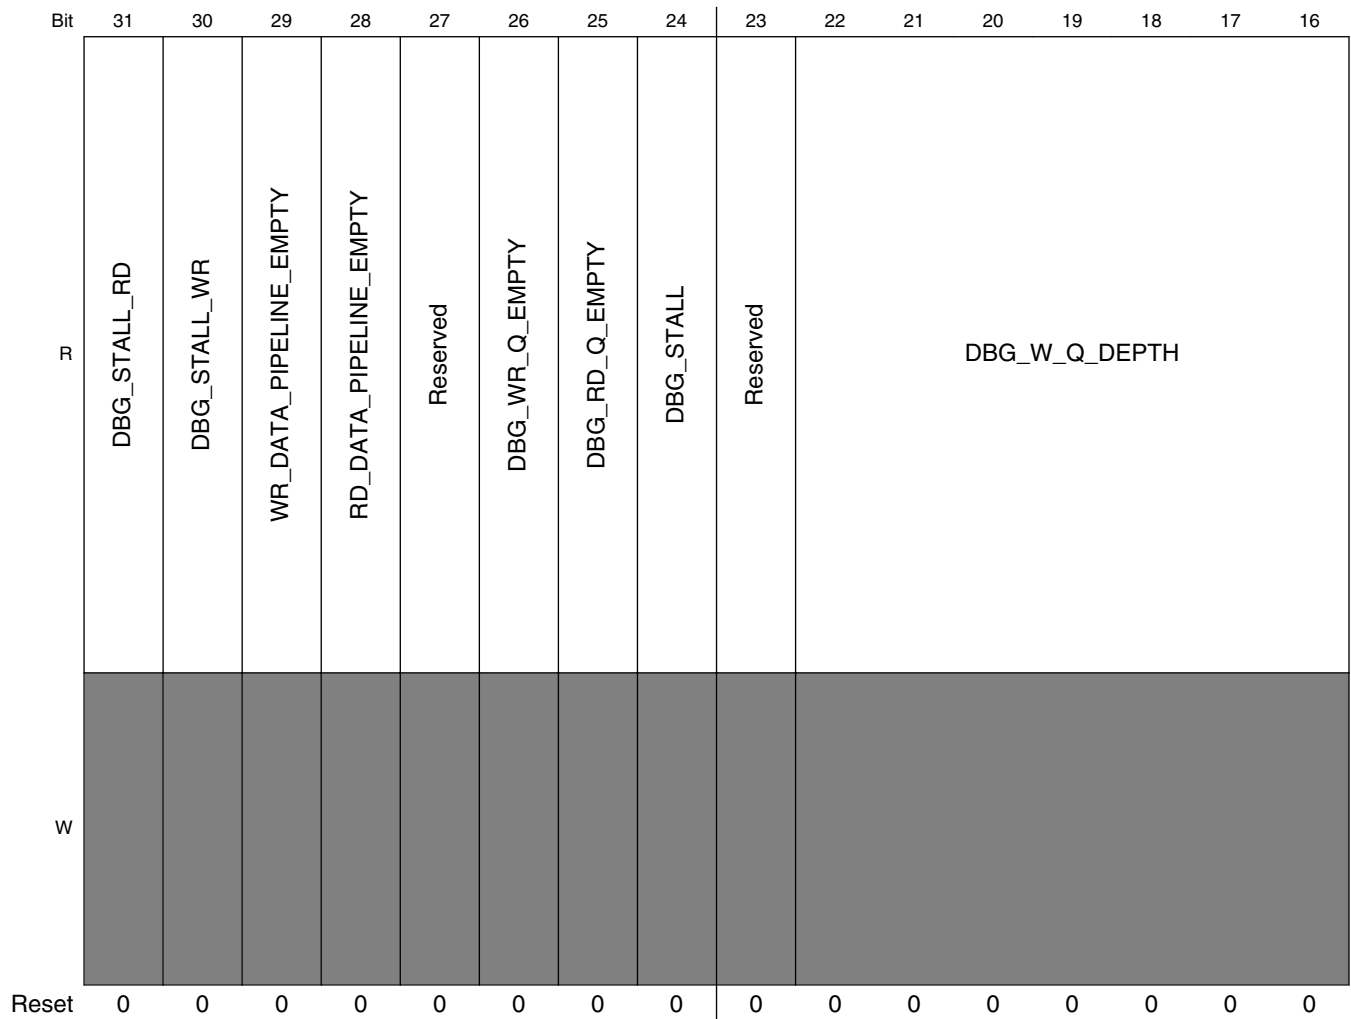 Bit 31 30 29 28 27 26 25 24 23 22 21 20 19 18 17 16
R DBG_STALL_RD DBG_STALL_WR WR_DATA_PIPELINE_EMPTY RD_DATA_PIPELINE_EMPTY Reserved DBG_WR_Q_EMPTY DBG_RD_Q_EMPTY DBG_STALL Reserved DBG_W_Q_DEPTH
W
Reset 0 0 0 0 0 0 0 0 0 0 0 0 0 0 0 0